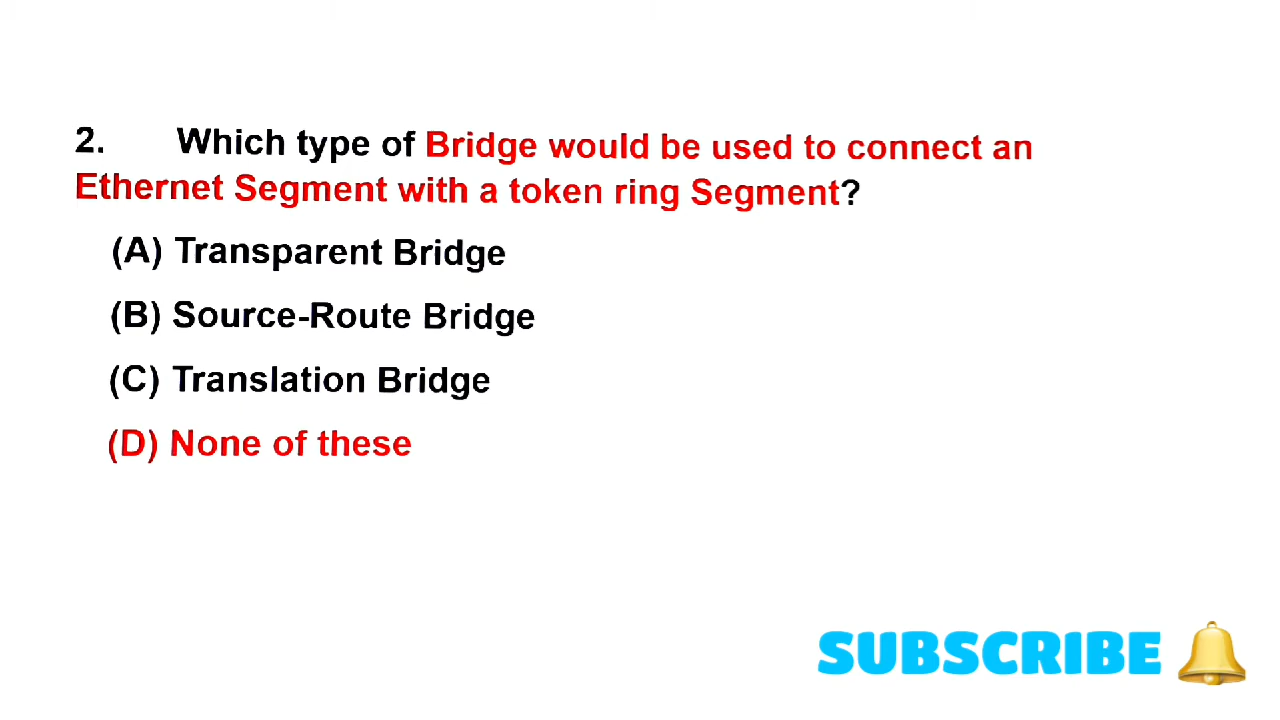 2. Which type of Bridge would be used to connect an
Ethernet Segment with a token ring Segment?
(A) Transparent Bridge
(B) Source-Route Bridge
(C) Translation Bridge
(D) None of these
SUBSCRIBE